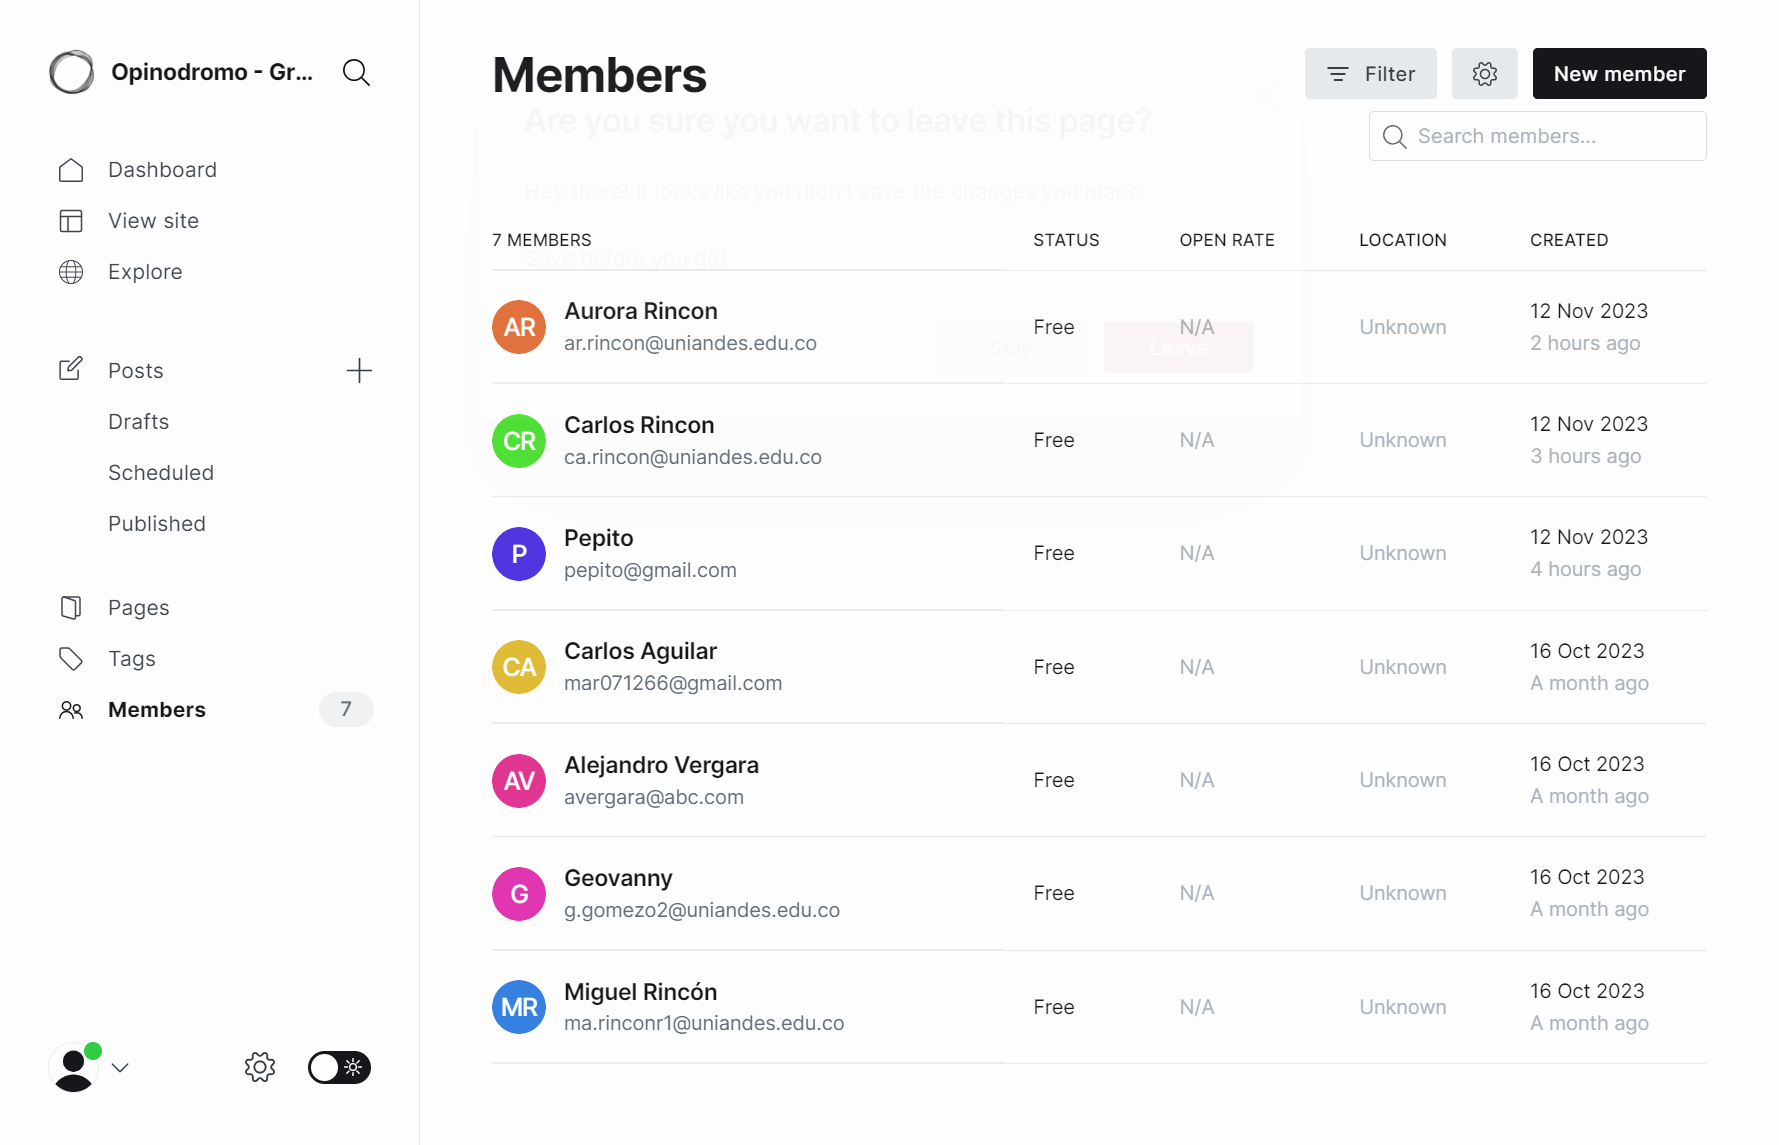 Opinodromo - Gr...
Dashboard
View site
Explore
Posts
Drafts
Scheduled
Published
Pages
Tags
Members 7
Members
Filter
New member
Search members...
Are you sure you want to leave this page?
Hey there! It looks like you didn't save the changes you made.
Save before you go!
Stay
Leave
7 MEMBERS STATUS OPEN RATE LOCATION CREATED
AR Aurora Rincon Free N/A Unknown 12 Nov 2023
ar.rincon@uniandes.edu.co 2 hours ago
CR Carlos Rincon Free N/A Unknown 12 Nov 2023
ca.rincon@uniandes.edu.co 3 hours ago
P Pepito Free N/A Unknown 12 Nov 2023
pepito@gmail.com 4 hours ago
CA Carlos Aguilar Free N/A Unknown 16 Oct 2023
mar071266@gmail.com A month ago
AV Alejandro Vergara Free N/A Unknown 16 Oct 2023
avergara@abc.com A month ago
G Geovanny Free N/A Unknown 16 Oct 2023
g.gomezo2@uniandes.edu.co A month ago
MR Miguel Rincón Free N/A Unknown 16 Oct 2023
ma.rinconr1@uniandes.edu.co A month ago